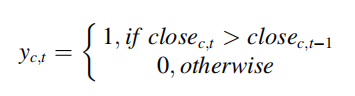 y_{c,t} = { 1, if close_{c,t} > close_{c,t−1}
0, otherwise